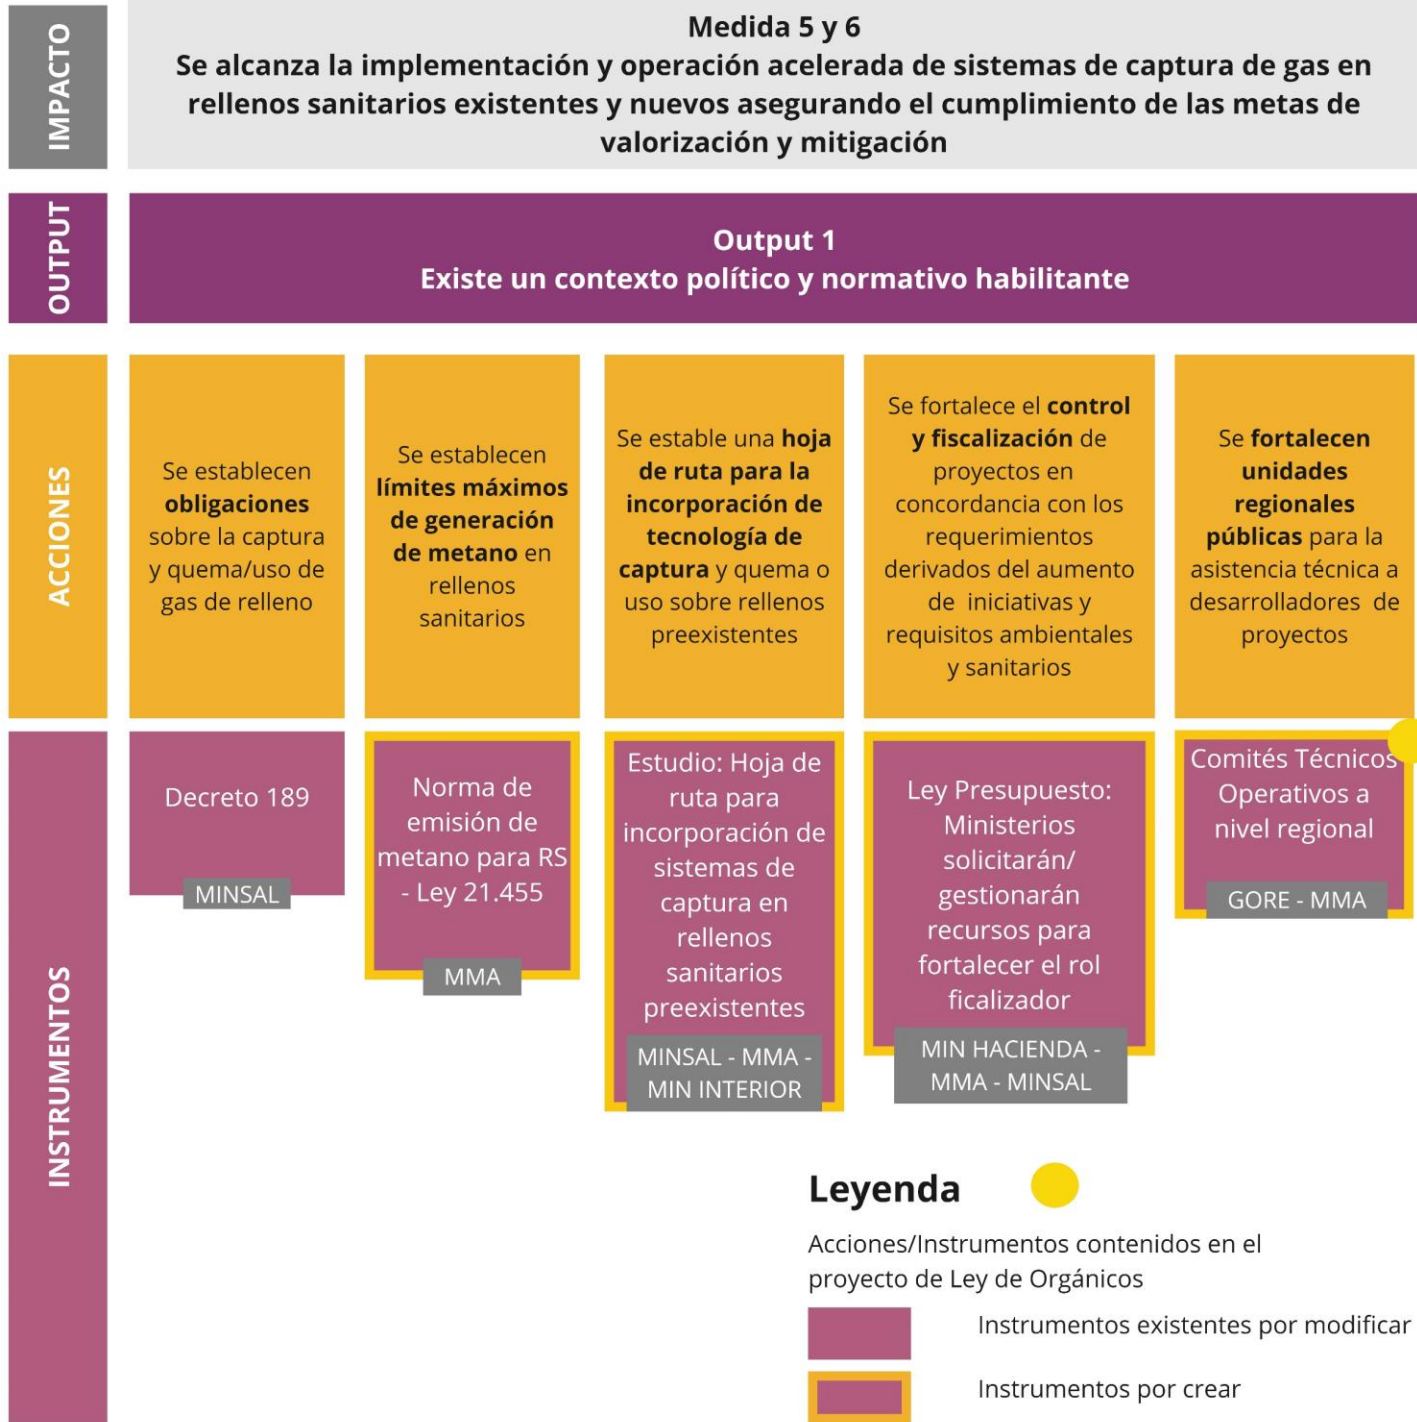 IMPACTO
Medida 5 y 6
Se alcanza la implementación y operación acelerada de sistemas de captura de gas en
rellenos sanitarios existentes y nuevos asegurando el cumplimiento de las metas de
valorización y mitigación
OUTPUT
Output 1
Existe un contexto político y normativo habilitante
ACCIONES
Se establecen
obligaciones
sobre la captura
y quema/uso de
gas de relleno
Se establecen
límites máximos
de generación
de metano en
rellenos
sanitarios
Se estable una hoja
de ruta para la
incorporación de
tecnología de
captura y quema o
uso sobre rellenos
preexistentes
Se fortalece el control
y fiscalización de
proyectos en
concordancia con los
requerimientos
derivados del aumento
de iniciativas y
requisitos ambientales
y sanitarios
Se fortalecen
unidades
regionales
públicas para la
asistencia técnica a
desarrolladores de
proyectos
INSTRUMENTOS
Decreto 189
MINSAL
Norma de
emisión de
metano para RS
- Ley 21.455
MMA
Estudio: Hoja de
ruta para
incorporación de
sistemas de
captura en
rellenos
sanitarios
preexistentes
MINSAL - MMA -
MIN INTERIOR
Ley Presupuesto:
Ministerios
solicitarán/
gestionarán
recursos para
fortalecer el rol
ficalizador
MIN HACIENDA -
MMA - MINSAL
Comités Técnicos
Operativos a
nivel regional
GORE - MMA
Leyenda
Acciones/Instrumentos contenidos en el
proyecto de Ley de Orgánicos
Instrumentos existentes por modificar
Instrumentos por crear